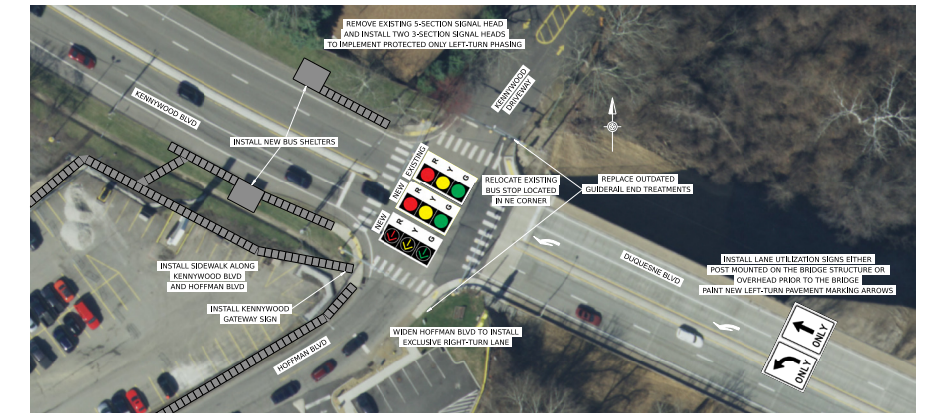 REMOVE EXISTING 5-SECTION SIGNAL HEAD
AND INSTALL TWO 3-SECTION SIGNAL HEADS
TO IMPLEMENT PROTECTED ONLY LEFT-TURN PHASING
KENNYWOOD
DRIVEWAY
KENNYWOOD BLVD
INSTALL NEW BUS SHELTERS
EXISTING
R
Y
G
NEW
R
Y
G
NEW
R
Y
G
RELOCATE EXISTING
BUS STOP LOCATED
IN NE CORNER
REPLACE OUTDATED
GUIDERAIL END TREATMENTS
DUQUESNE BLVD
INSTALL LANE UTILIZATION SIGNS EITHER
POST MOUNTED ON THE BRIDGE STRUCTURE OR
OVERHEAD PRIOR TO THE BRIDGE
PAINT NEW LEFT-TURN PAVEMENT MARKING ARROWS
INSTALL SIDEWALK ALONG
KENNYWOOD BLVD
AND HOFFMAN BLVD
INSTALL KENNYWOOD
GATEWAY SIGN
HOFFMAN BLVD
WIDEN HOFFMAN BLVD TO INSTALL
EXCLUSIVE RIGHT-TURN LANE
ONLY
ONLY